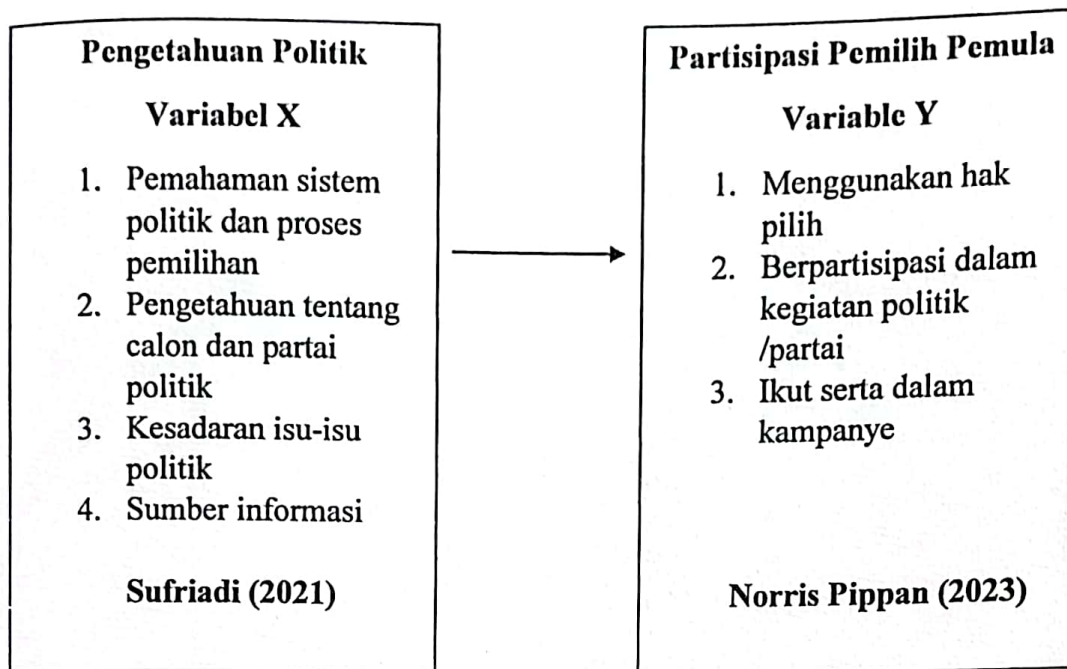 Pengetahuan Politik
Variabel X
1. Pemahaman sistem
politik dan proses
pemilihan
2. Pengetahuan tentang
calon dan partai
politik
3. Kesadaran isu-isu
politik
4. Sumber informasi
Sufriadi (2021)
Partisipasi Pemilih Pemula
Variable Y
1. Menggunakan hak
pilih
2. Berpartisipasi dalam
kegiatan politik
/partai
3. Ikut serta dalam
kampanye
Norris Pippan (2023)